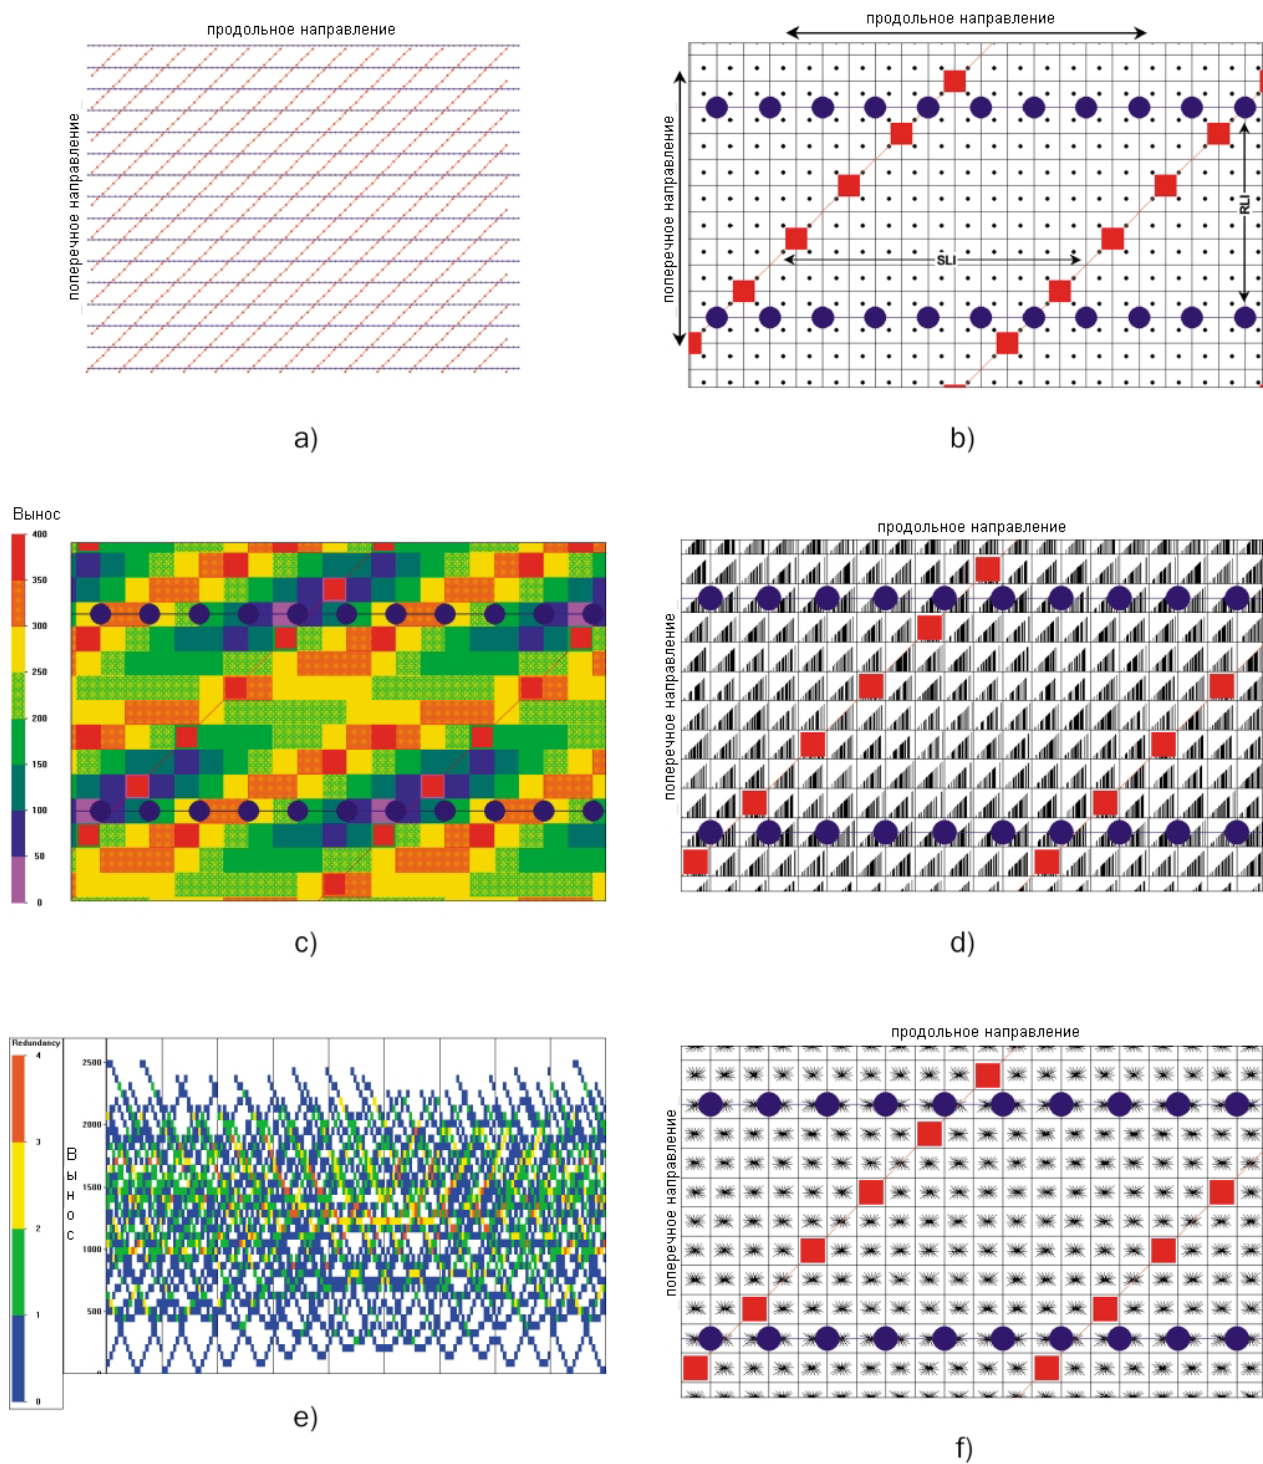 продольное направление
поперечное направление
a)
продольное направление
поперечное направление
SLI
RLI
b)
Вынос
400
350
300
250
200
150
100
50
0
c)
продольное направление
поперечное направление
d)
Redundancy
4
3
2
1
0
Вынос
2500
2000
1500
1000
500
0
e)
продольное направление
поперечное направление
f)